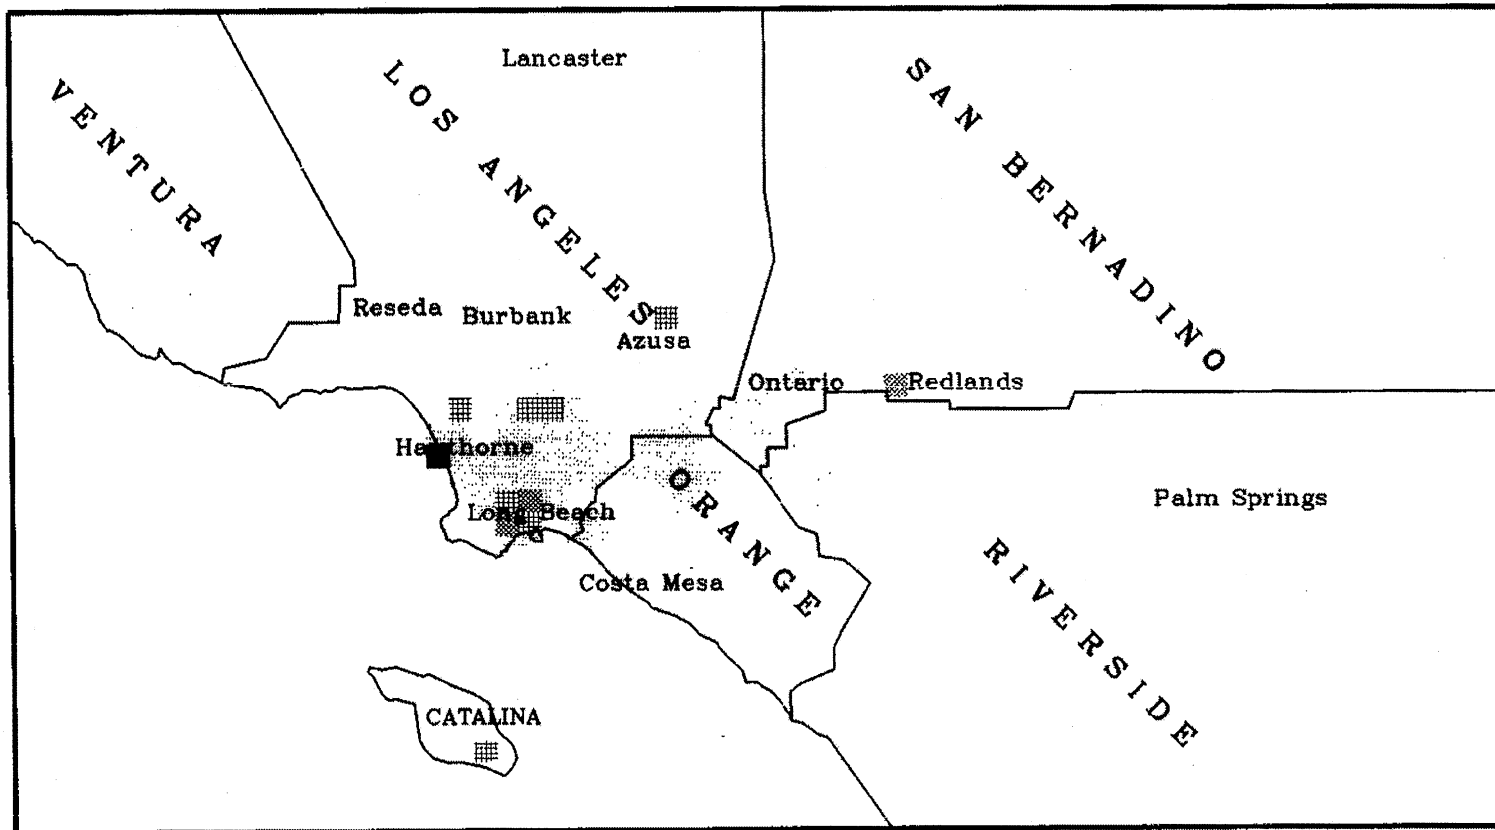 Lancaster
VENTURA
LOS ANGELES
SAN BERNADINO
Reseda
Burbank
Azusa
Ontario
Redlands
Hawthorne
ORANGE
Palm Springs
Long Beach
RIVERSIDE
Costa Mesa
CATALINA